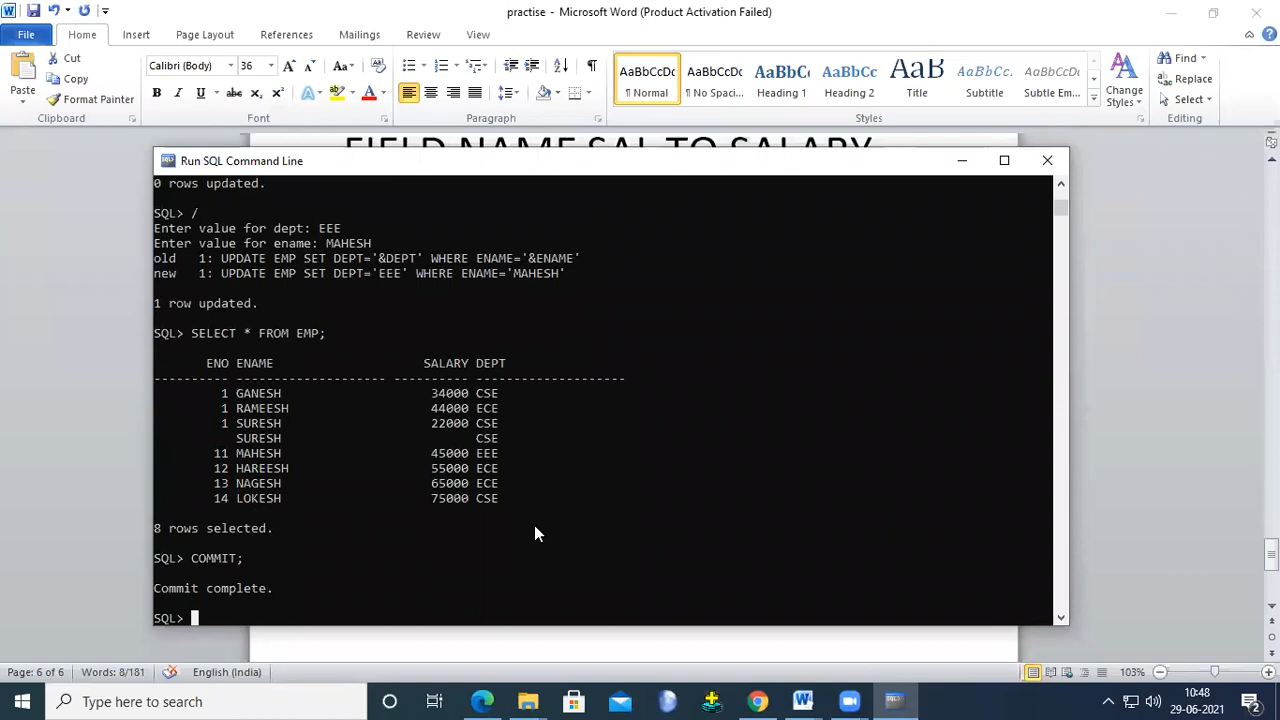 practise - Microsoft Word (Product Activation Failed)
File Home Insert Page Layout References Mailings Review View
Paste
Cut
Copy
Format Painter
Clipboard
Calibri (Body) 36
Font
Paragraph
AaBbCcDc AaBbCcDc AaBbCc AaBbCc AaB AaBbCcL AaBbCcDc
¶ Normal ¶ No Spaci... Heading 1 Heading 2 Title Subtitle Subtle Em...
Change Styles
Styles
Find
Replace
Select
Editing
FIELD NAME SAL TO SALARY
Run SQL Command Line
0 rows updated.
SQL> /
Enter value for dept: EEE
Enter value for ename: MAHESH
old   1: UPDATE EMP SET DEPT='&DEPT' WHERE ENAME='&ENAME'
new   1: UPDATE EMP SET DEPT='EEE' WHERE ENAME='MAHESH'
1 row updated.
SQL> SELECT * FROM EMP;
ENO ENAME SALARY DEPT
---------- -------------------- ---------- --------------------
1 GANESH 34000 CSE
1 RAMEESH 44000 ECE
1 SURESH 22000 CSE
SURESH CSE
11 MAHESH 45000 EEE
12 HAREESH 55000 ECE
13 NAGESH 65000 ECE
14 LOKESH 75000 CSE
8 rows selected.
SQL> COMMIT;
Commit complete.
SQL>
Page: 6 of 6 Words: 8/181 English (India) 103%
Type here to search
10:48
29-06-2021
2